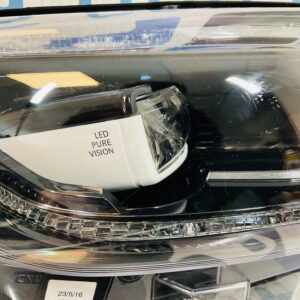 LED
PURE
VISION
23/5/16